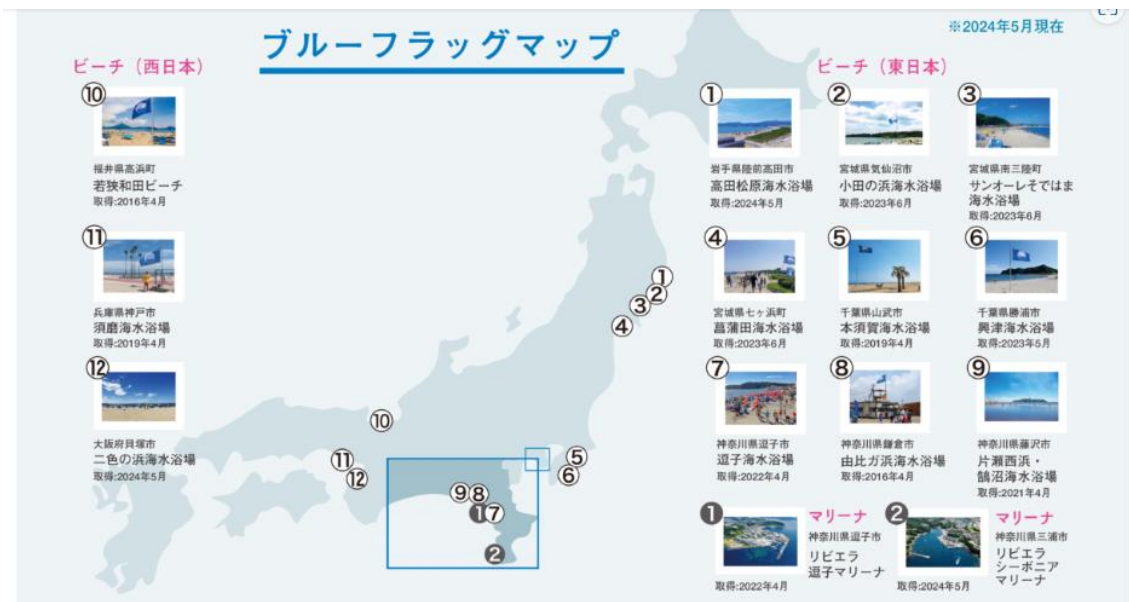 ※2024年5月現在
ブルーフラッグマップ
ビーチ（西日本）
⑩
福井県高浜町
若狭和田ビーチ
取得:2016年4月
⑪
兵庫県神戸市
須磨海水浴場
取得:2019年4月
⑫
大阪府貝塚市
二色の浜海水浴場
取得:2024年5月
①
②
③
④
⑩
⑪
⑫
⑤
⑥
⑨⑧
❶⑦
❷
ビーチ（東日本）
①
岩手県陸前高田市
高田松原海水浴場
取得:2024年5月
②
宮城県気仙沼市
小田の浜海水浴場
取得:2023年6月
③
宮城県南三陸町
サンオーレそではま
海水浴場
取得:2023年6月
④
宮城県七ヶ浜町
菖蒲田海水浴場
取得:2023年6月
⑤
千葉県山武市
本須賀海水浴場
取得:2019年4月
⑥
千葉県勝浦市
興津海水浴場
取得:2023年5月
⑦
神奈川県逗子市
逗子海水浴場
取得:2022年4月
⑧
神奈川県鎌倉市
由比ガ浜海水浴場
取得:2016年4月
⑨
神奈川県藤沢市
片瀬西浜・
鵠沼海水浴場
取得:2021年4月
❶
マリーナ
神奈川県逗子市
リビエラ
逗子マリーナ
取得:2022年4月
❷
マリーナ
神奈川県三浦市
リビエラ
シーボニア
マリーナ
取得:2024年5月